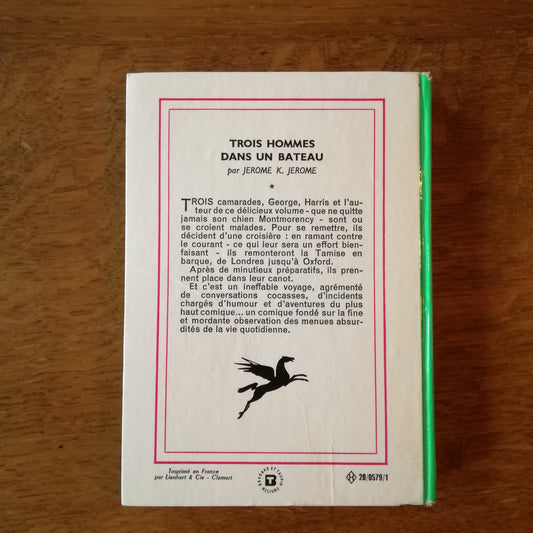 TROIS HOMMES
DANS UN BATEAU
par JEROME K. JEROME
*
TROIS camarades, George, Harris et l'au-
teur de ce délicieux volume - que ne quitte
jamais son chien Montmorency - sont ou
se croient malades. Pour se remettre, ils
décident d'une croisière : en ramant contre
le courant - ce qui leur sera un effort bien-
faisant - ils remonteront la Tamise en
barque, de Londres jusqu'à Oxford.
Après de minutieux préparatifs, ils pren-
nent place dans leur canot.
Et c'est un ineffable voyage, agrémenté
de conversations cocasses, d'incidents
chargés d'humour et d'aventures du plus
haut comique... un comique fondé sur la fine
et mordante observation des menues absur-
dités de la vie quotidienne.
Imprimé en France
par Lienhart & Cie - Clamart
BRODARD ET TAUPIN
RELIURE
H 20/0579/1